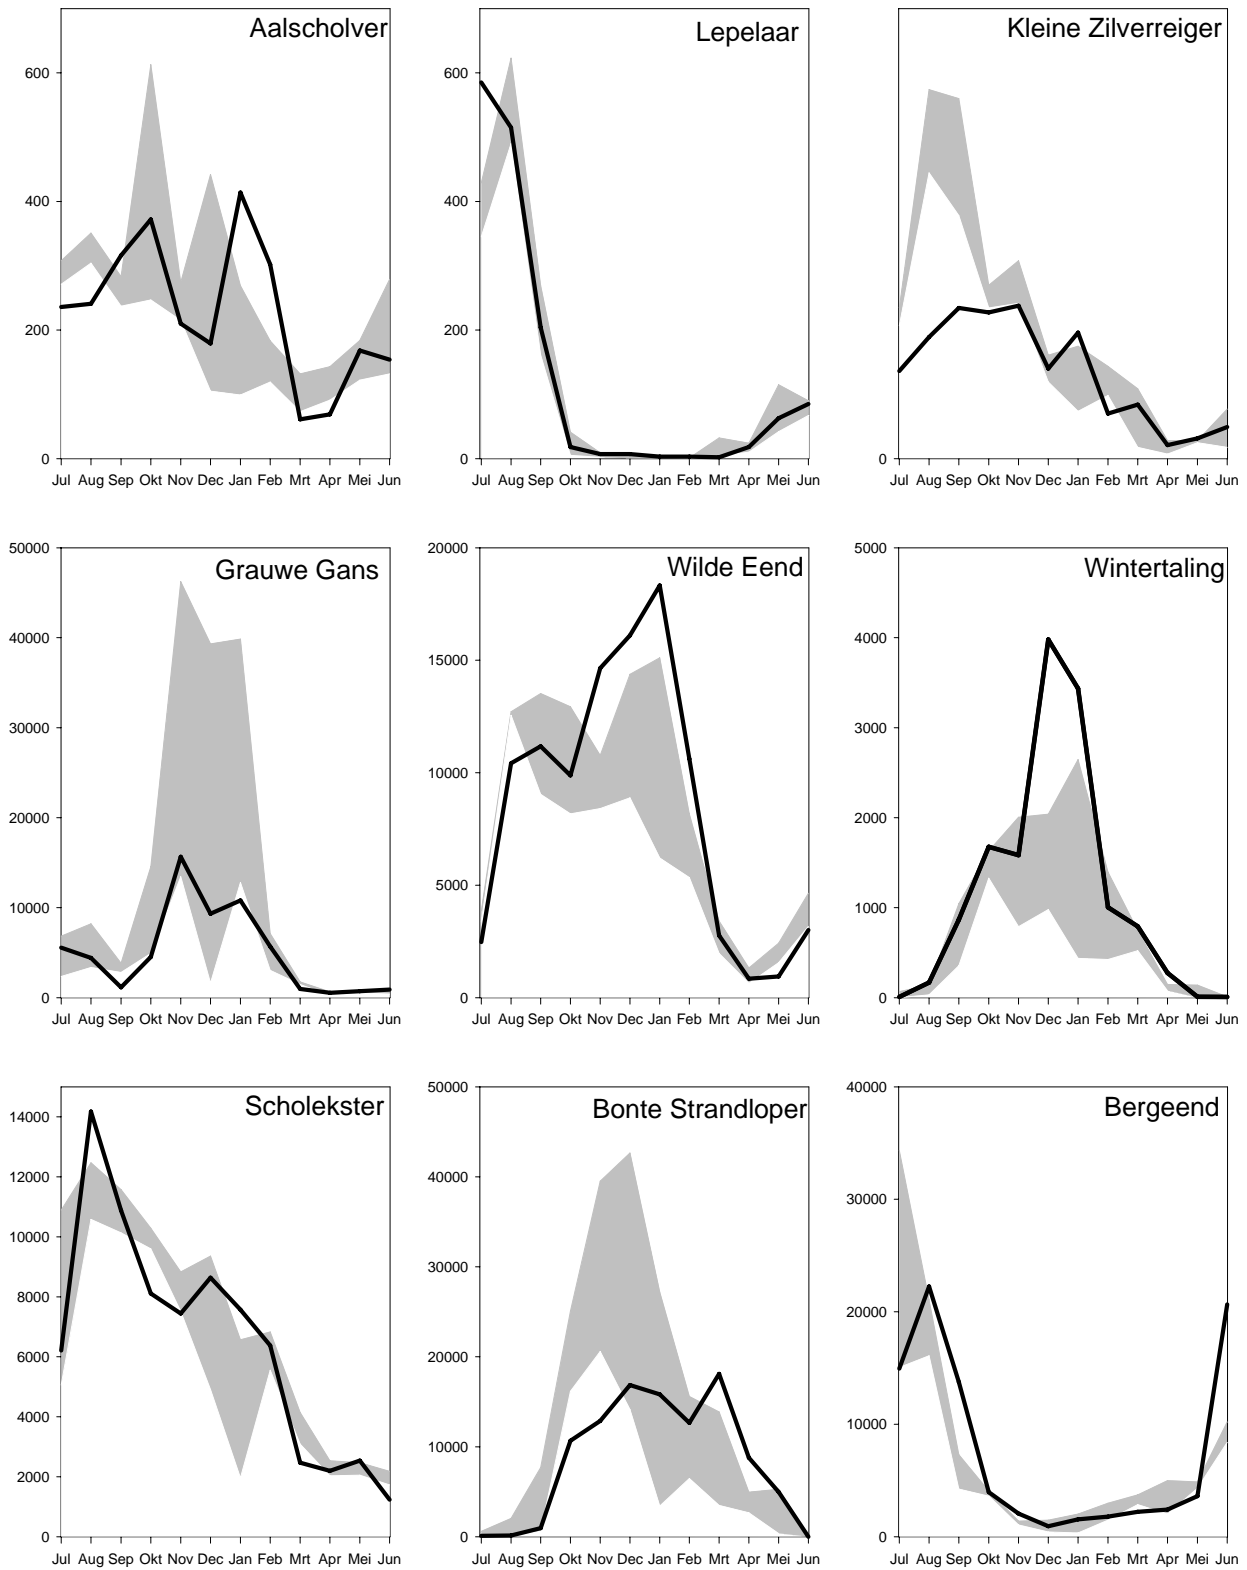 Aalscholver
600
400
200
0
Jul Aug Sep Okt Nov Dec Jan Feb Mrt Apr Mei Jun
Lepelaar
600
400
200
0
Jul Aug Sep Okt Nov Dec Jan Feb Mrt Apr Mei Jun
Kleine Zilverreiger
0
Jul Aug Sep Okt Nov Dec Jan Feb Mrt Apr Mei Jun
Grauwe Gans
50000
40000
30000
20000
10000
0
Jul Aug Sep Okt Nov Dec Jan Feb Mrt Apr Mei Jun
Wilde Eend
20000
15000
10000
5000
0
Jul Aug Sep Okt Nov Dec Jan Feb Mrt Apr Mei Jun
Wintertaling
5000
4000
3000
2000
1000
0
Jul Aug Sep Okt Nov Dec Jan Feb Mrt Apr Mei Jun
Scholekster
14000
12000
10000
8000
6000
4000
2000
0
Jul Aug Sep Okt Nov Dec Jan Feb Mrt Apr Mei Jun
Bonte Strandloper
50000
40000
30000
20000
10000
0
Jul Aug Sep Okt Nov Dec Jan Feb Mrt Apr Mei Jun
Bergeend
40000
30000
20000
10000
0
Jul Aug Sep Okt Nov Dec Jan Feb Mrt Apr Mei Jun